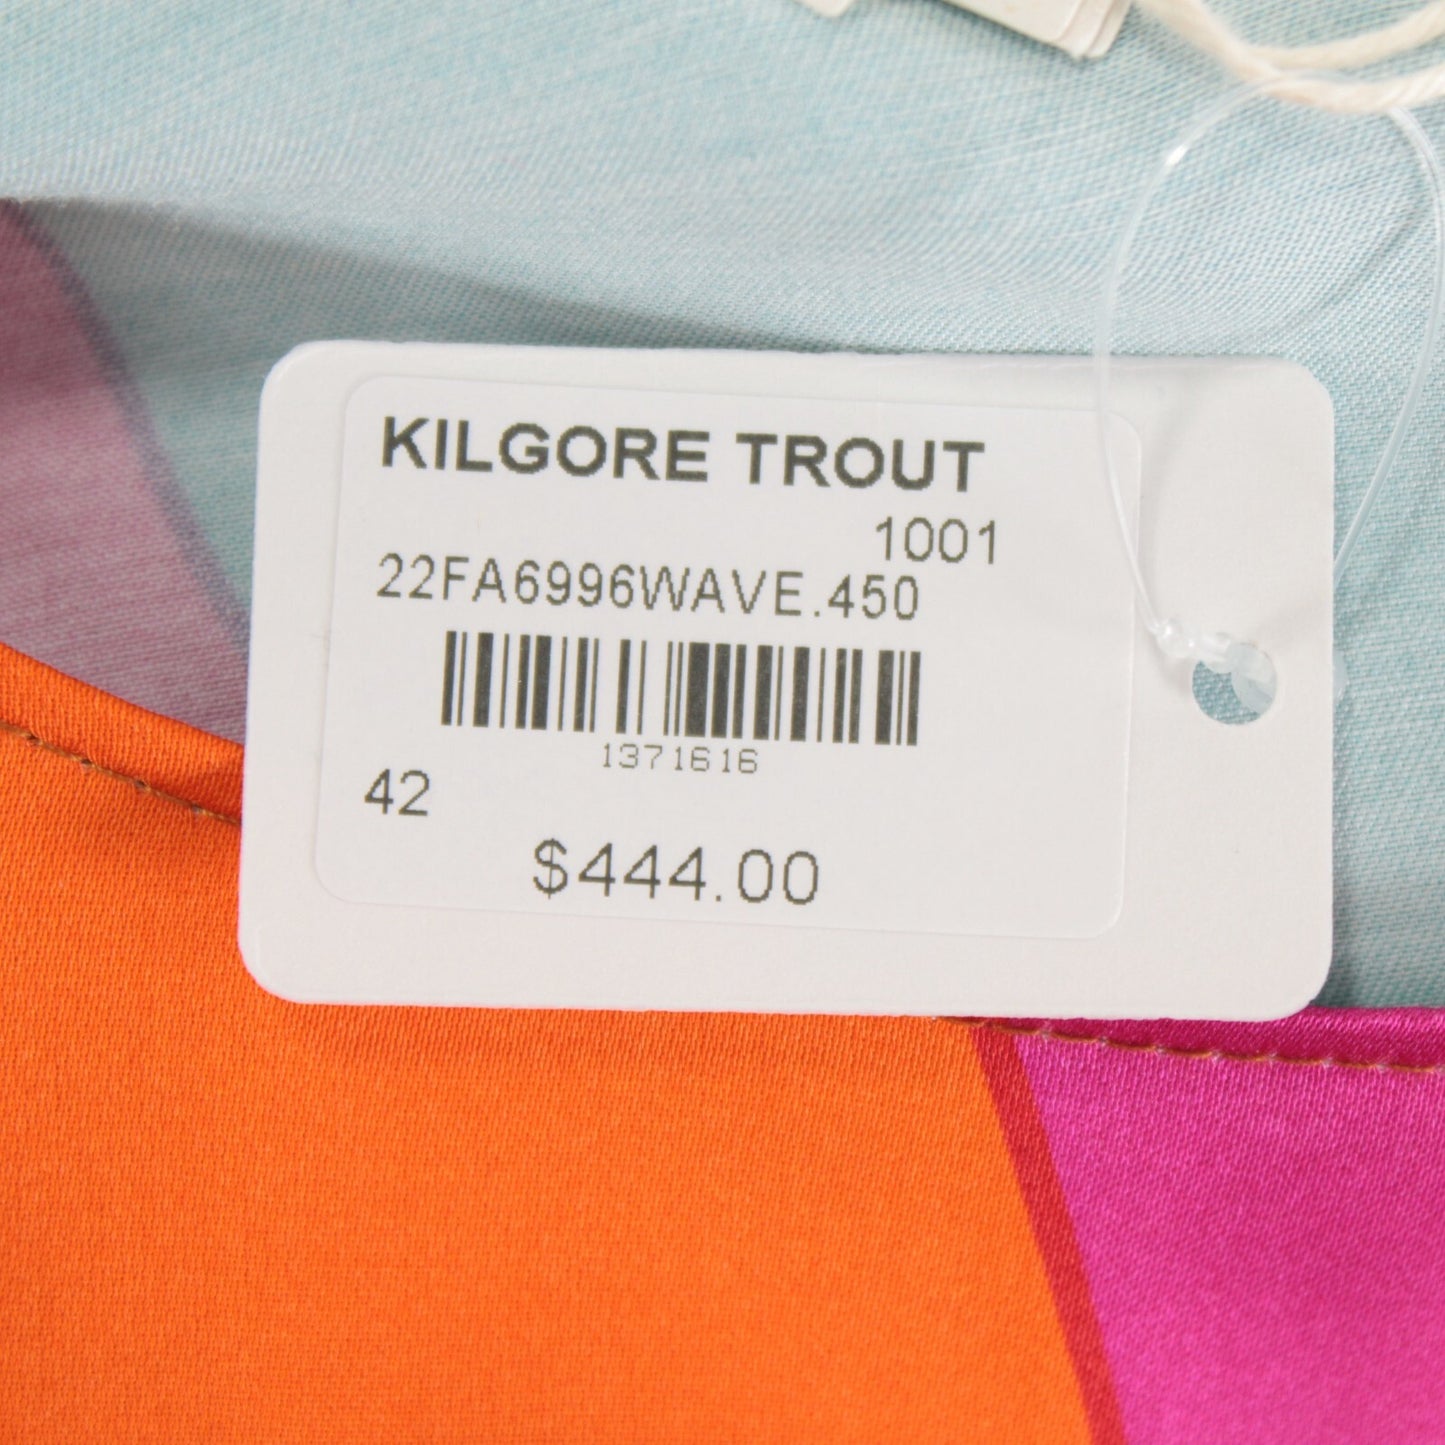 KILGORE TROUT
1001
22FA6996WAVE.450
1371616
42
$444.00